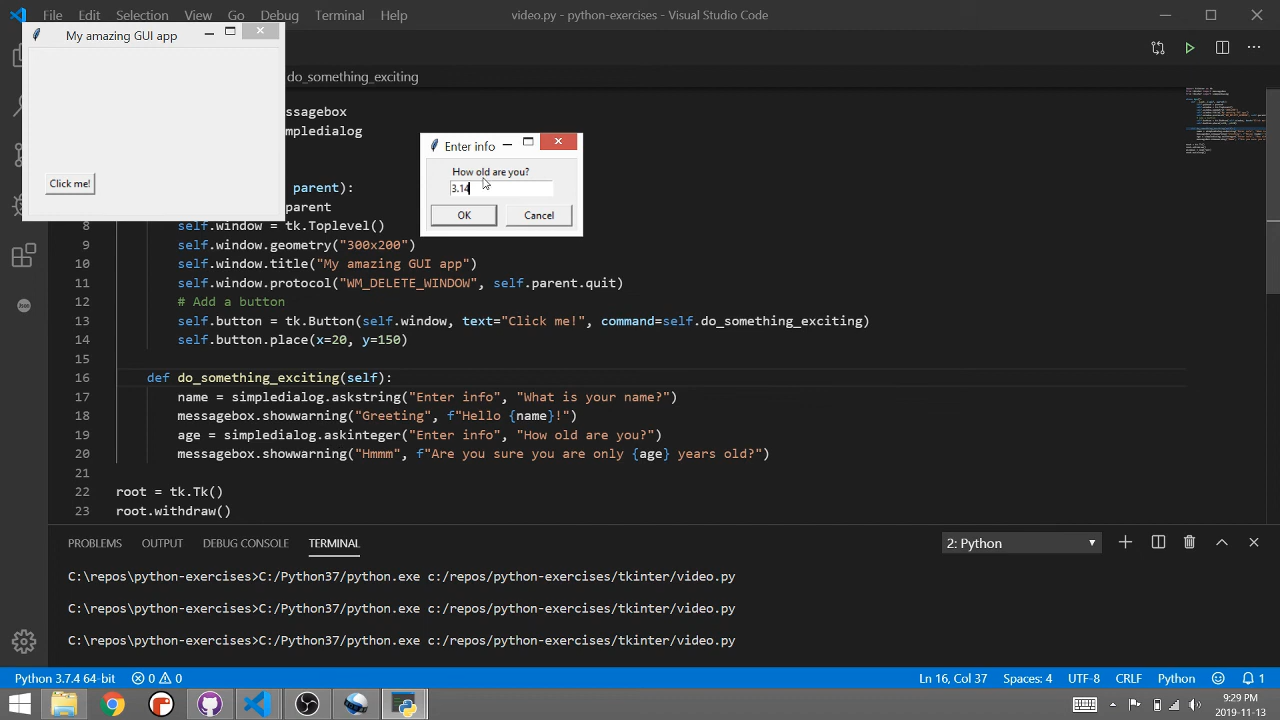 File Edit Selection View Go Debug Terminal Help
video.py - python-exercises - Visual Studio Code
My amazing GUI app
do_something_exciting
ssagebox
mpledialog
Enter info
How old are you?
3.14
OK Cancel
Click me!
parent):
parent
8 self.window = tk.Toplevel()
9 self.window.geometry("300x200")
10 self.window.title("My amazing GUI app")
11 self.window.protocol("WM_DELETE_WINDOW", self.parent.quit)
12 # Add a button
13 self.button = tk.Button(self.window, text="Click me!", command=self.do_something_exciting)
14 self.button.place(x=20, y=150)
15
16 def do_something_exciting(self):
17 name = simpledialog.askstring("Enter info", "What is your name?")
18 messagebox.showwarning("Greeting", f"Hello {name}!")
19 age = simpledialog.askinteger("Enter info", "How old are you?")
20 messagebox.showwarning("Hmmm", f"Are you sure you are only {age} years old?")
21
22 root = tk.Tk()
23 root.withdraw()
PROBLEMS OUTPUT DEBUG CONSOLE TERMINAL
2: Python
C:\repos\python-exercises>C:/Python37/python.exe c:/repos/python-exercises/tkinter/video.py
C:\repos\python-exercises>C:/Python37/python.exe c:/repos/python-exercises/tkinter/video.py
C:\repos\python-exercises>C:/Python37/python.exe c:/repos/python-exercises/tkinter/video.py
Python 3.7.4 64-bit 0 0
Ln 16, Col 37 Spaces: 4 UTF-8 CRLF Python 1
9:29 PM
2019-11-13